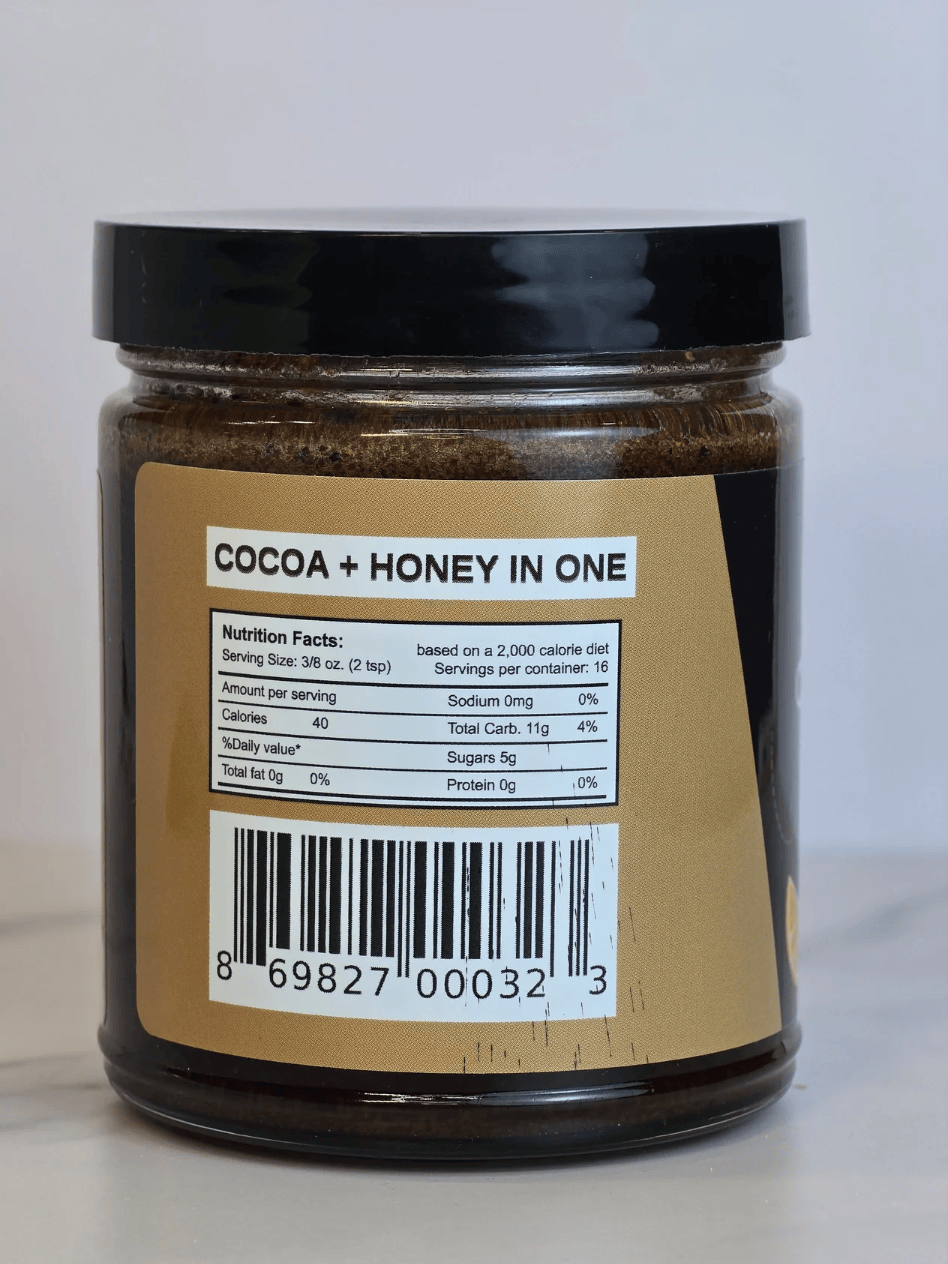 COCOA + HONEY IN ONE
Nutrition Facts:
based on a 2,000 calorie diet
Serving Size: 3/8 oz. (2 tsp)
Servings per container: 16
Amount per serving
Sodium 0mg 0%
Calories 40
Total Carb. 11g 4%
%Daily value*
Sugars 5g
Total fat 0g 0%
Protein 0g 0%
8 69827 00032 3